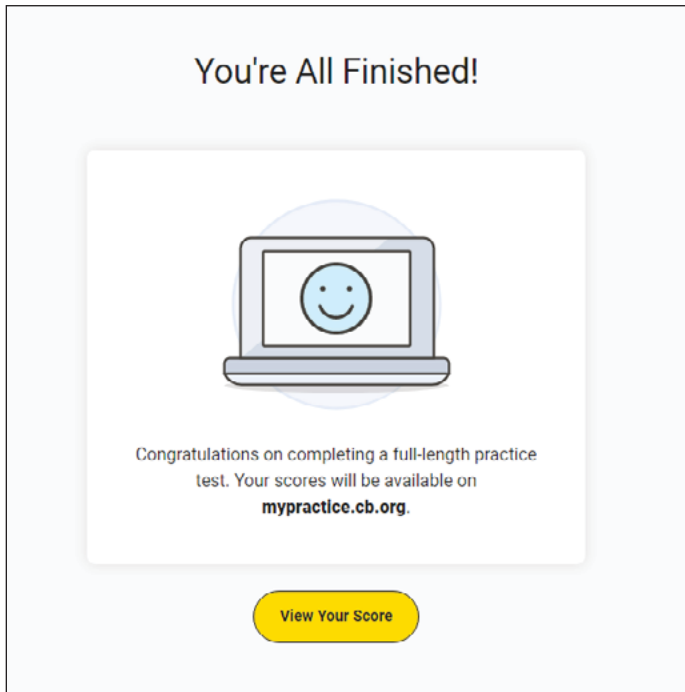 You're All Finished!
Congratulations on completing a full-length practice
test. Your scores will be available on
mypractice.cb.org.
View Your Score